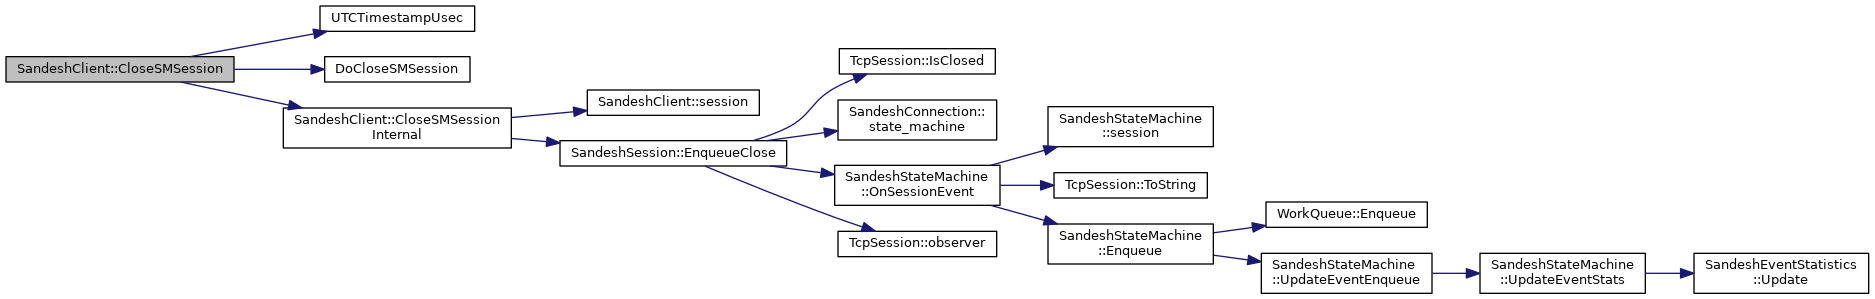 SandeshClient::CloseSMSession
UTCTimestampUsec
DoCloseSMSession
SandeshClient::CloseSMSession
Internal
SandeshClient::session
SandeshSession::EnqueueClose
TcpSession::IsClosed
SandeshConnection::
state_machine
SandeshStateMachine
::OnSessionEvent
TcpSession::observer
SandeshStateMachine
::session
TcpSession::ToString
SandeshStateMachine
::Enqueue
WorkQueue::Enqueue
SandeshStateMachine
::UpdateEventEnqueue
SandeshStateMachine
::UpdateEventStats
SandeshEventStatistics
::Update